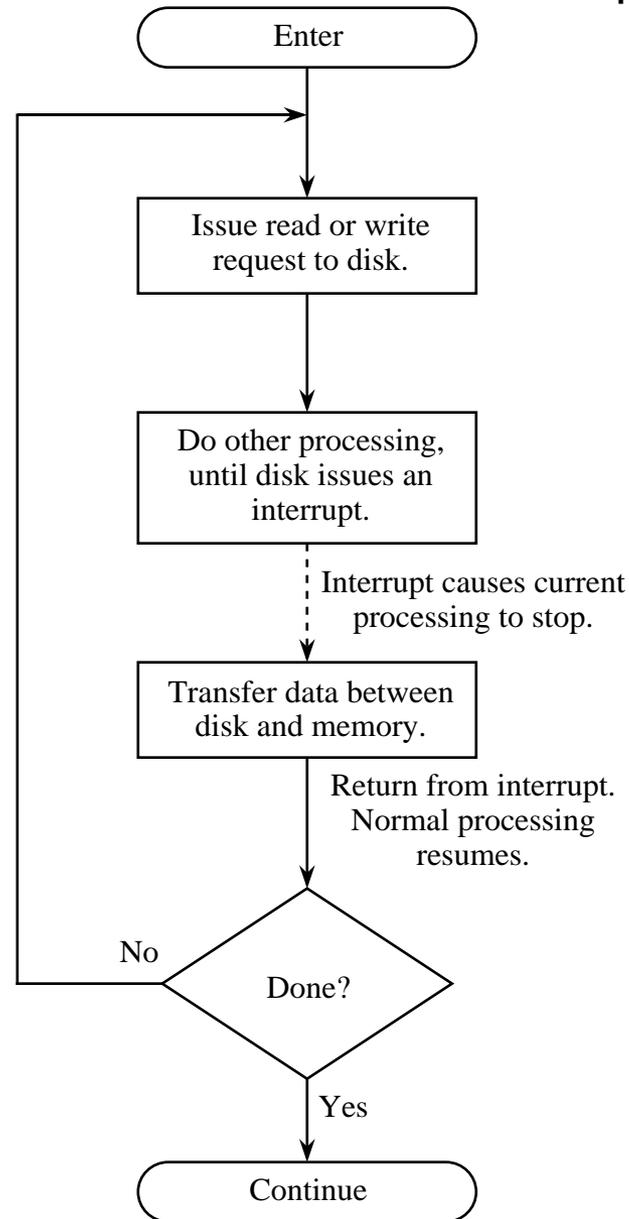 Enter
Issue read or write
request to disk.
Do other processing,
until disk issues an
interrupt.
Interrupt causes current
processing to stop.
Transfer data between
disk and memory.
Return from interrupt.
Normal processing
resumes.
No
Done?
Yes
Continue